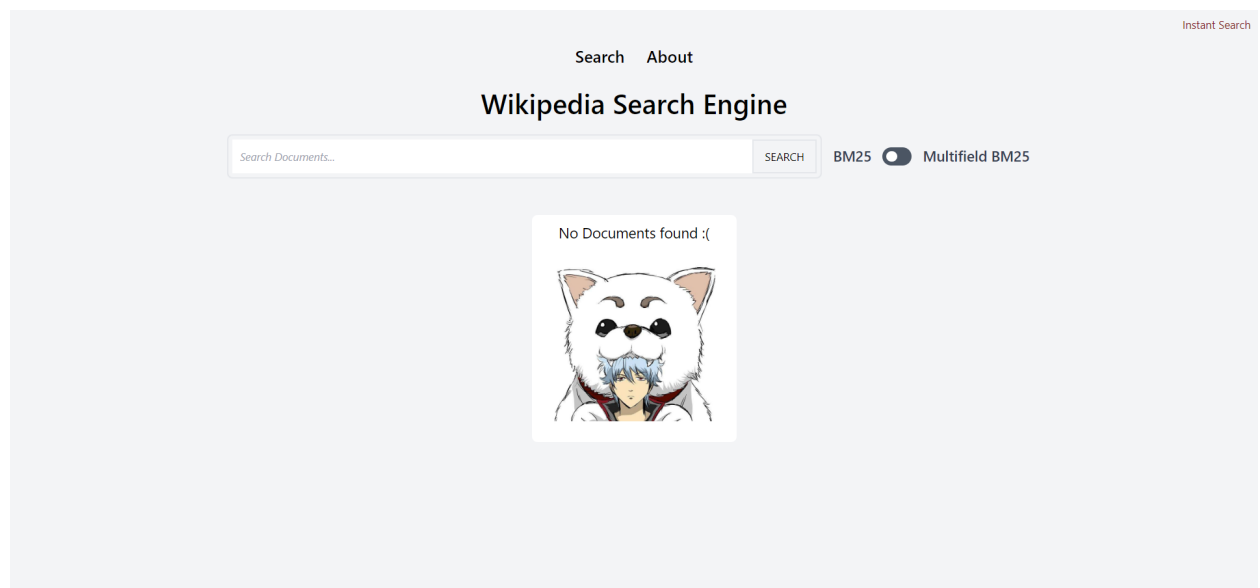 Instant Search
Search About
Wikipedia Search Engine
Search Documents... SEARCH BM25 Multifield BM25
No Documents found :(